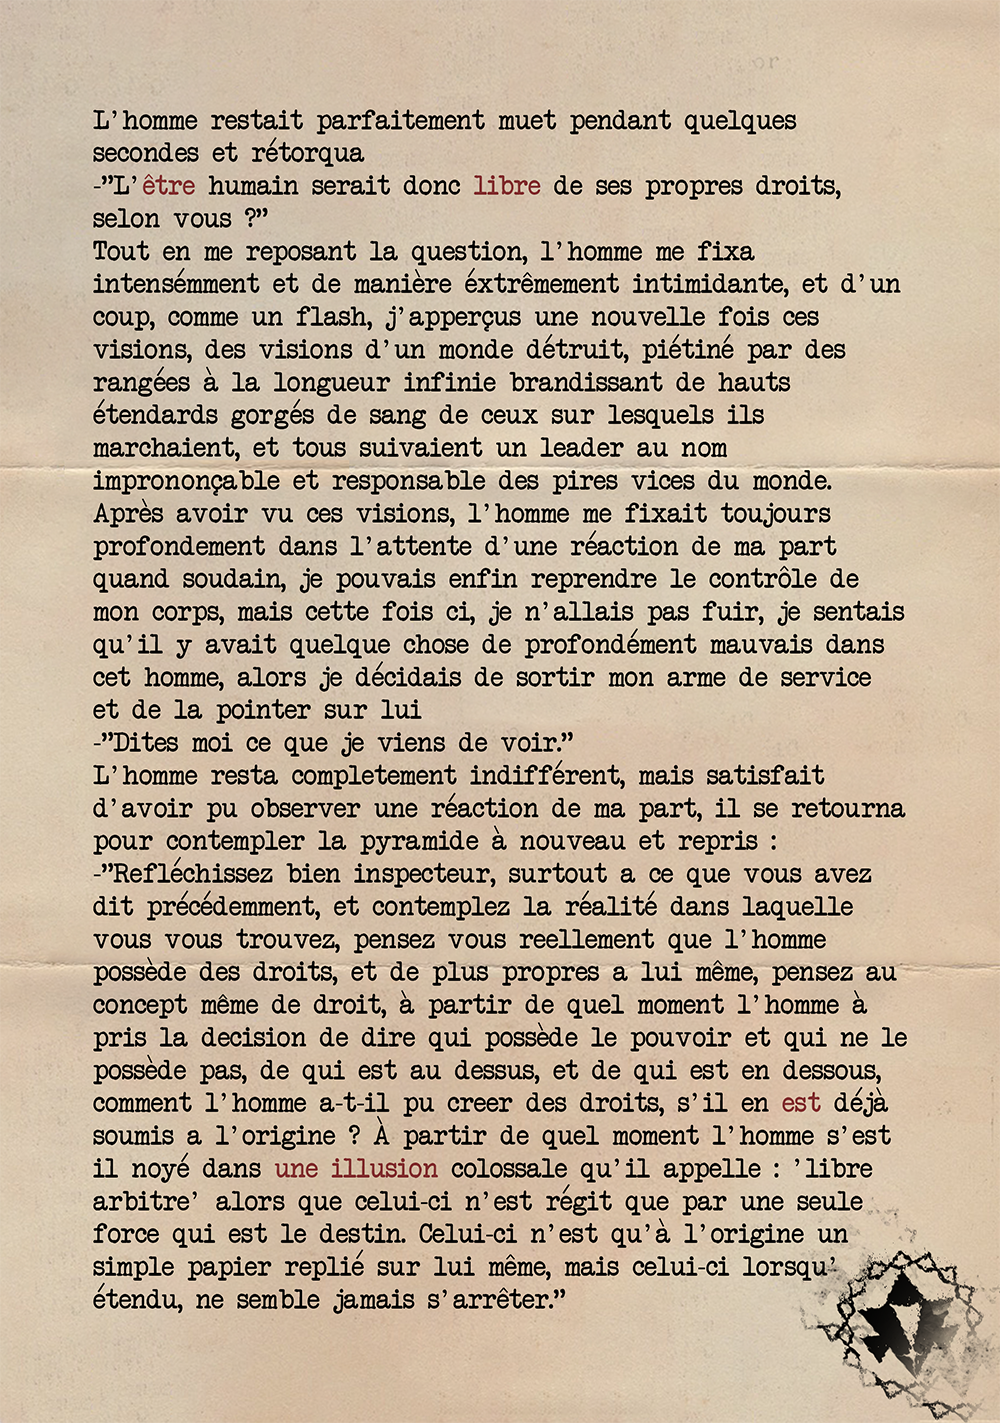 L'homme restait parfaitement muet pendant quelques
secondes et rétorqua
-”L'être humain serait donc libre de ses propres droits,
selon vous ?”
Tout en me reposant la question, l'homme me fixa
intensémment et de manière éxtrêmement intimidante, et d'un
coup, comme un flash, j'apperçus une nouvelle fois ces
visions, des visions d'un monde détruit, piétiné par des
rangées à la longueur infinie brandissant de hauts
étendards gorgés de sang de ceux sur lesquels ils
marchaient, et tous suivaient un leader au nom
imprononçable et responsable des pires vices du monde.
Après avoir vu ces visions, l'homme me fixait toujours
profondement dans l'attente d'une réaction de ma part
quand soudain, je pouvais enfin reprendre le contrôle de
mon corps, mais cette fois ci, je n'allais pas fuir, je sentais
qu'il y avait quelque chose de profondément mauvais dans
cet homme, alors je décidais de sortir mon arme de service
et de la pointer sur lui
-”Dites moi ce que je viens de voir.”
L'homme resta completement indifférent, mais satisfait
d'avoir pu observer une réaction de ma part, il se retourna
pour contempler la pyramide à nouveau et repris :
-”Refléchissez bien inspecteur, surtout a ce que vous avez
dit précédemment, et contemplez la réalité dans laquelle
vous vous trouvez, pensez vous reellement que l'homme
possède des droits, et de plus propres a lui même, pensez au
concept même de droit, à partir de quel moment l'homme à
pris la decision de dire qui possède le pouvoir et qui ne le
possède pas, de qui est au dessus, et de qui est en dessous,
comment l'homme a-t-il pu creer des droits, s'il en est déjà
soumis a l'origine ? À partir de quel moment l'homme s'est
il noyé dans une illusion colossale qu'il appelle : 'libre
arbitre' alors que celui-ci n'est régit que par une seule
force qui est le destin. Celui-ci n'est qu'à l'origine un
simple papier replié sur lui même, mais celui-ci lorsqu'
étendu, ne semble jamais s'arrêter.”